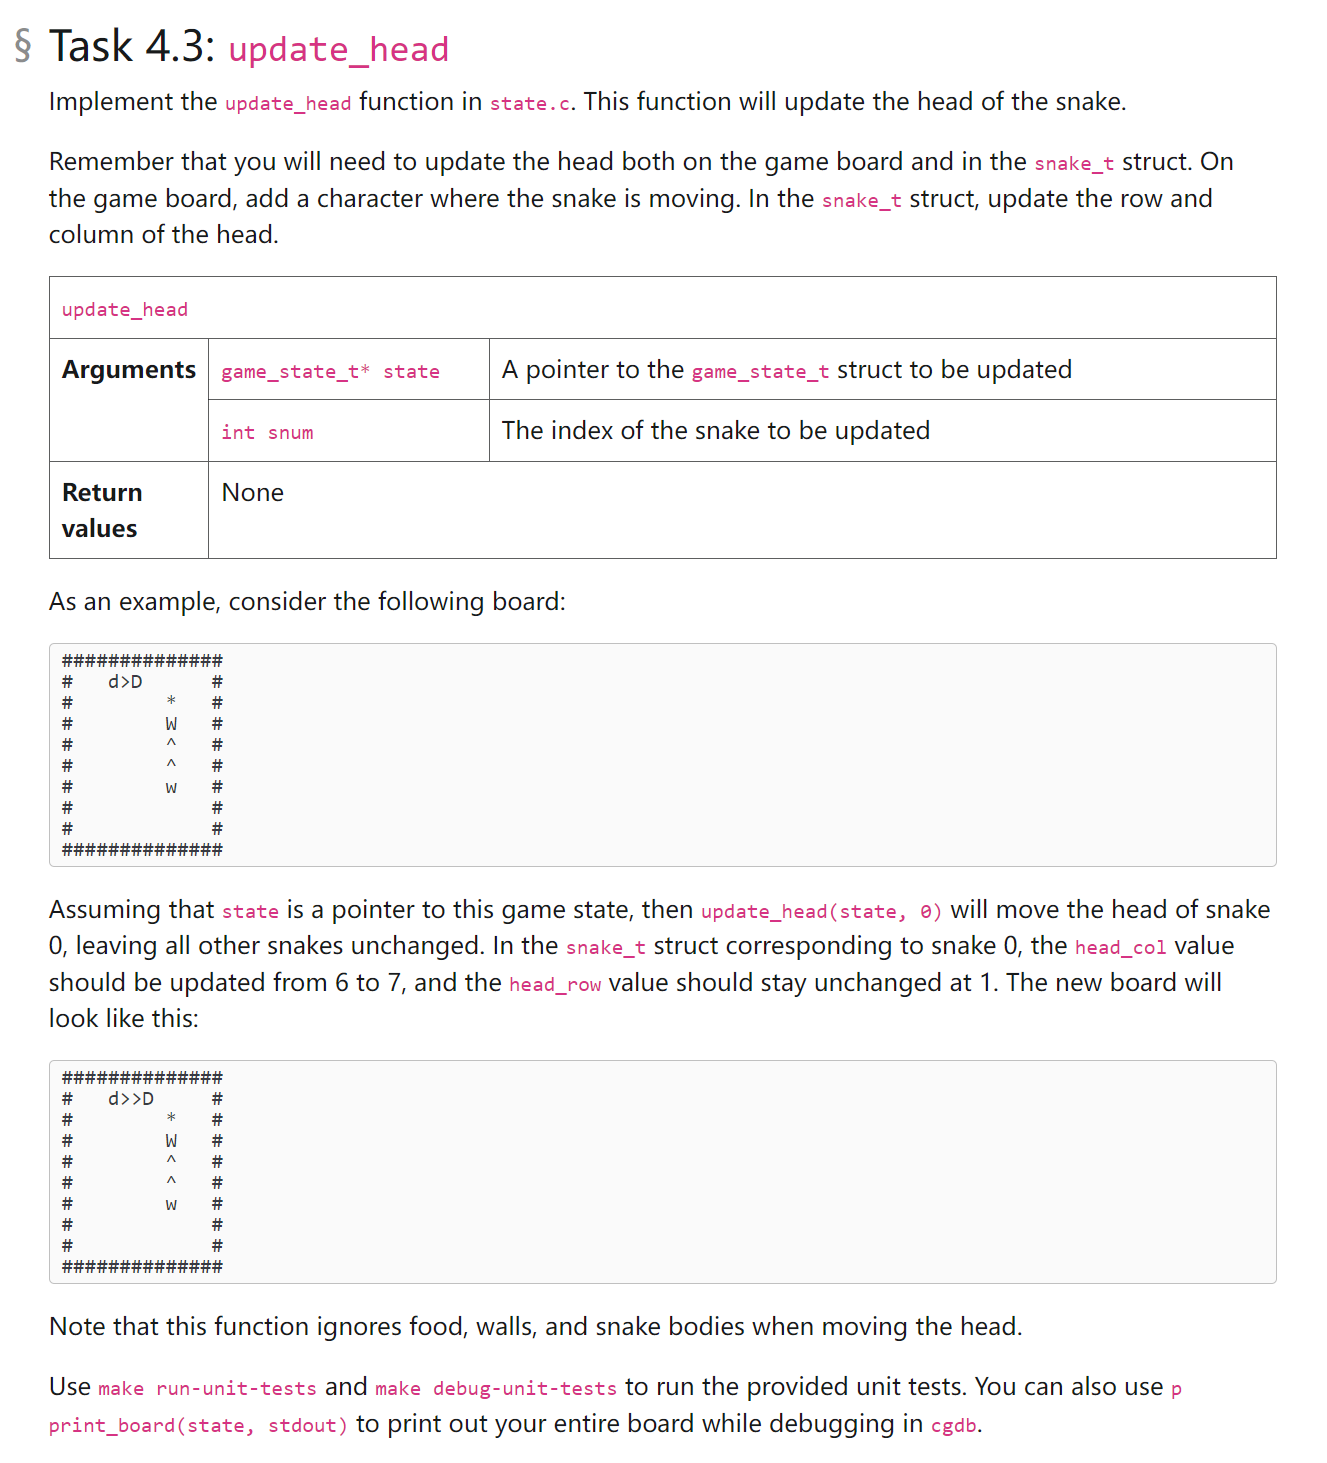 § Task 4.3: update_head
Implement the update_head function in state.c. This function will update the head of the snake.
Remember that you will need to update the head both on the game board and in the snake_t struct. On
the game board, add a character where the snake is moving. In the snake_t struct, update the row and
column of the head.
update_head
Arguments game_state_t* state A pointer to the game_state_t struct to be updated
int snum The index of the snake to be updated
Return None
values
As an example, consider the following board:
##############
#   d>D      #
#        *   #
#        W   #
#        ^   #
#        ^   #
#        w   #
#            #
#            #
##############
Assuming that state is a pointer to this game state, then update_head(state, 0) will move the head of snake
0, leaving all other snakes unchanged. In the snake_t struct corresponding to snake 0, the head_col value
should be updated from 6 to 7, and the head_row value should stay unchanged at 1. The new board will
look like this:
##############
#   d>>D     #
#        *   #
#        W   #
#        ^   #
#        ^   #
#        w   #
#            #
#            #
##############
Note that this function ignores food, walls, and snake bodies when moving the head.
Use make run-unit-tests and make debug-unit-tests to run the provided unit tests. You can also use p
print_board(state, stdout) to print out your entire board while debugging in cgdb.